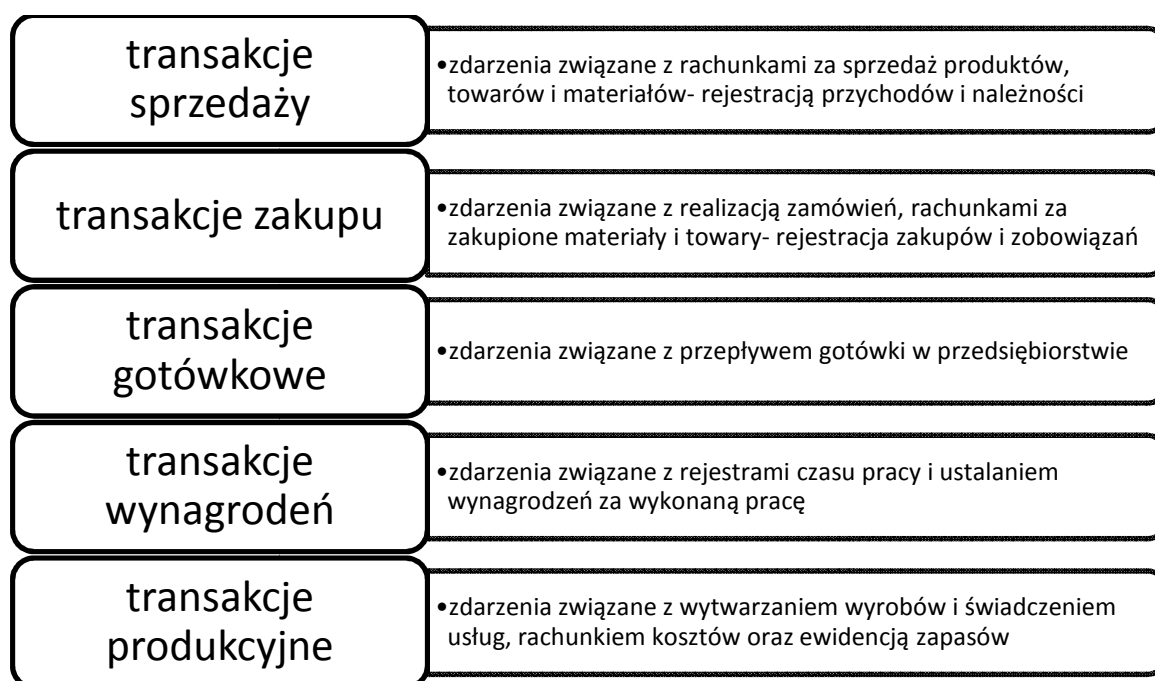 transakcje
sprzedaży
•zdarzenia związane z rachunkami za sprzedaż produktów,
towarów i materiałów- rejestracją przychodów i należności
transakcje zakupu
•zdarzenia związane z realizacją zamówień, rachunkami za
zakupione materiały i towary- rejestracja zakupów i zobowiązań
transakcje
gotówkowe
•zdarzenia związane z przepływem gotówki w przedsiębiorstwie
transakcje
wynagrodeń
•zdarzenia związane z rejestrami czasu pracy i ustalaniem
wynagrodzeń za wykonaną pracę
transakcje
produkcyjne
•zdarzenia związane z wytwarzaniem wyrobów i świadczeniem
usług, rachunkiem kosztów oraz ewidencją zapasów